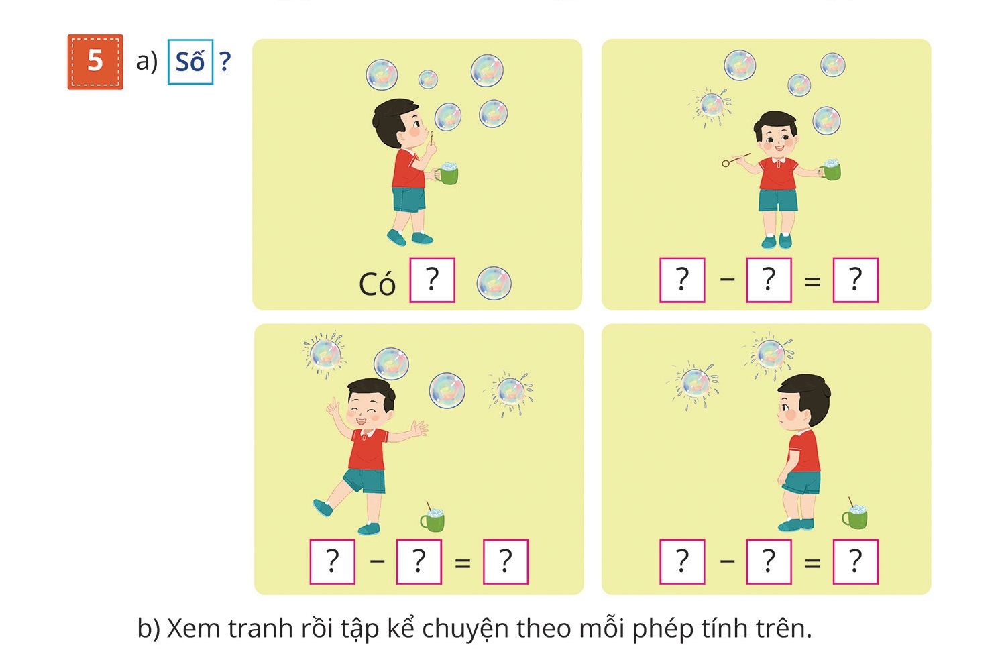 5 a) Số ?
Có ?
? – ? = ?
? – ? = ?
? – ? = ?
b) Xem tranh rồi tập kể chuyện theo mỗi phép tính trên.